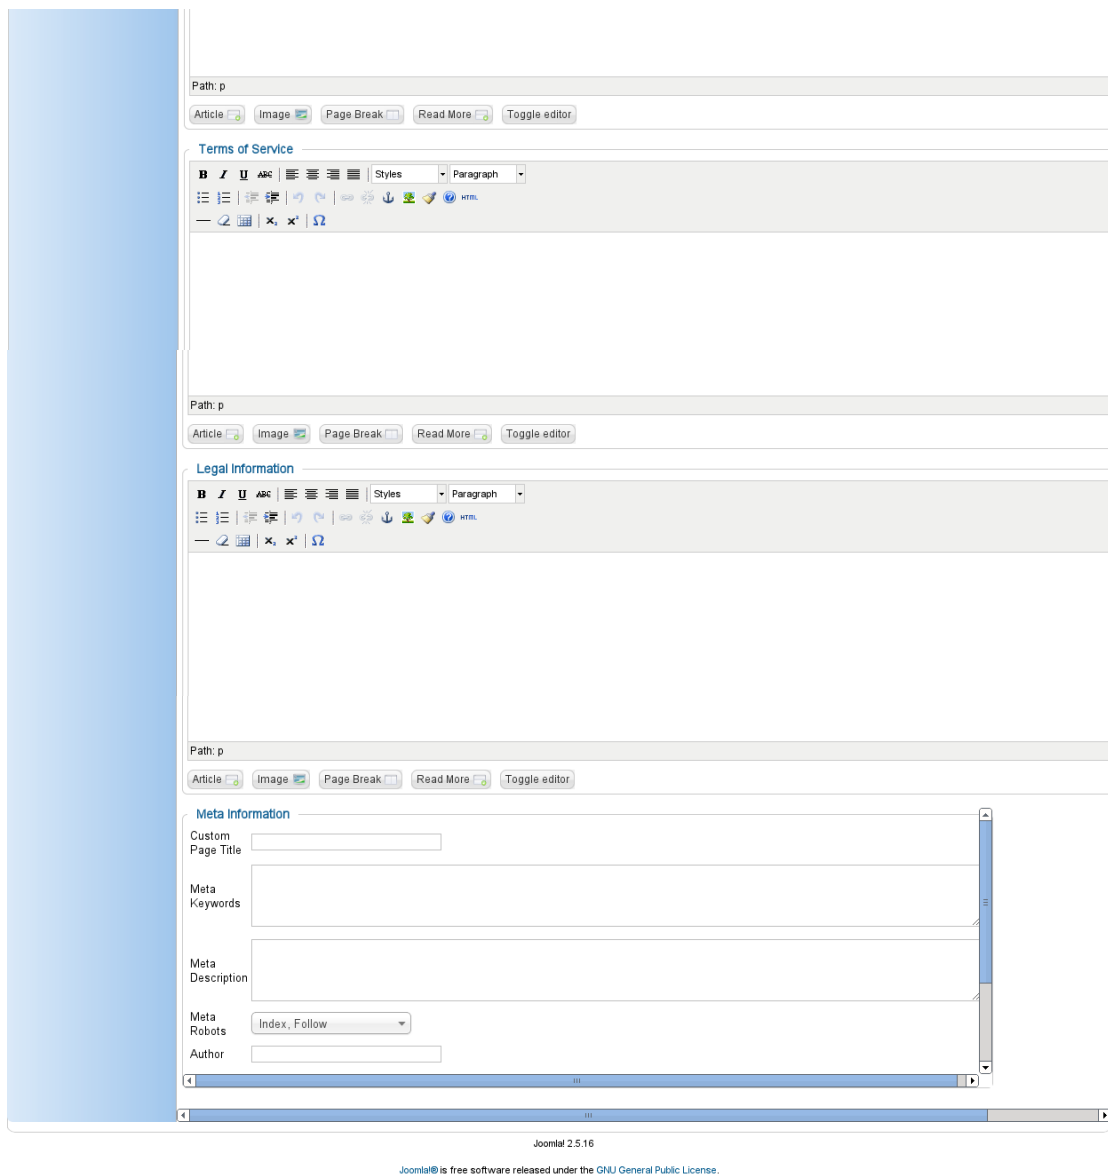 Path: p
Article Image Page Break Read More Toggle editor
Terms of Service
B I U ABC Styles Paragraph
HTML
Path: p
Article Image Page Break Read More Toggle editor
Legal Information
B I U ABC Styles Paragraph
HTML
Path: p
Article Image Page Break Read More Toggle editor
Meta Information
Custom
Page Title
Meta
Keywords
Meta
Description
Meta
Robots
Index, Follow
Author
Joomla! 2.5.16
Joomla!® is free software released under the GNU General Public License.